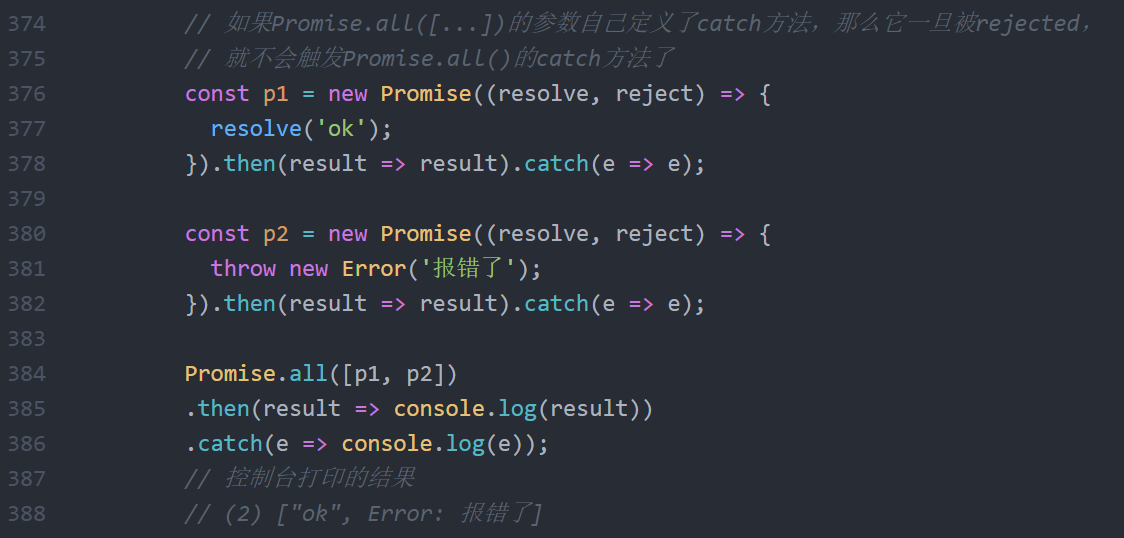 374 // 如果Promise.all([...])的参数自己定义了catch方法，那么它一旦被rejected，
375 // 就不会触发Promise.all()的catch方法了
376 const p1 = new Promise((resolve, reject) => {
377 resolve('ok');
378 }).then(result => result).catch(e => e);
379
380 const p2 = new Promise((resolve, reject) => {
381 throw new Error('报错了');
382 }).then(result => result).catch(e => e);
383
384 Promise.all([p1, p2])
385 .then(result => console.log(result))
386 .catch(e => console.log(e));
387 // 控制台打印的结果
388 // (2) ["ok", Error: 报错了]